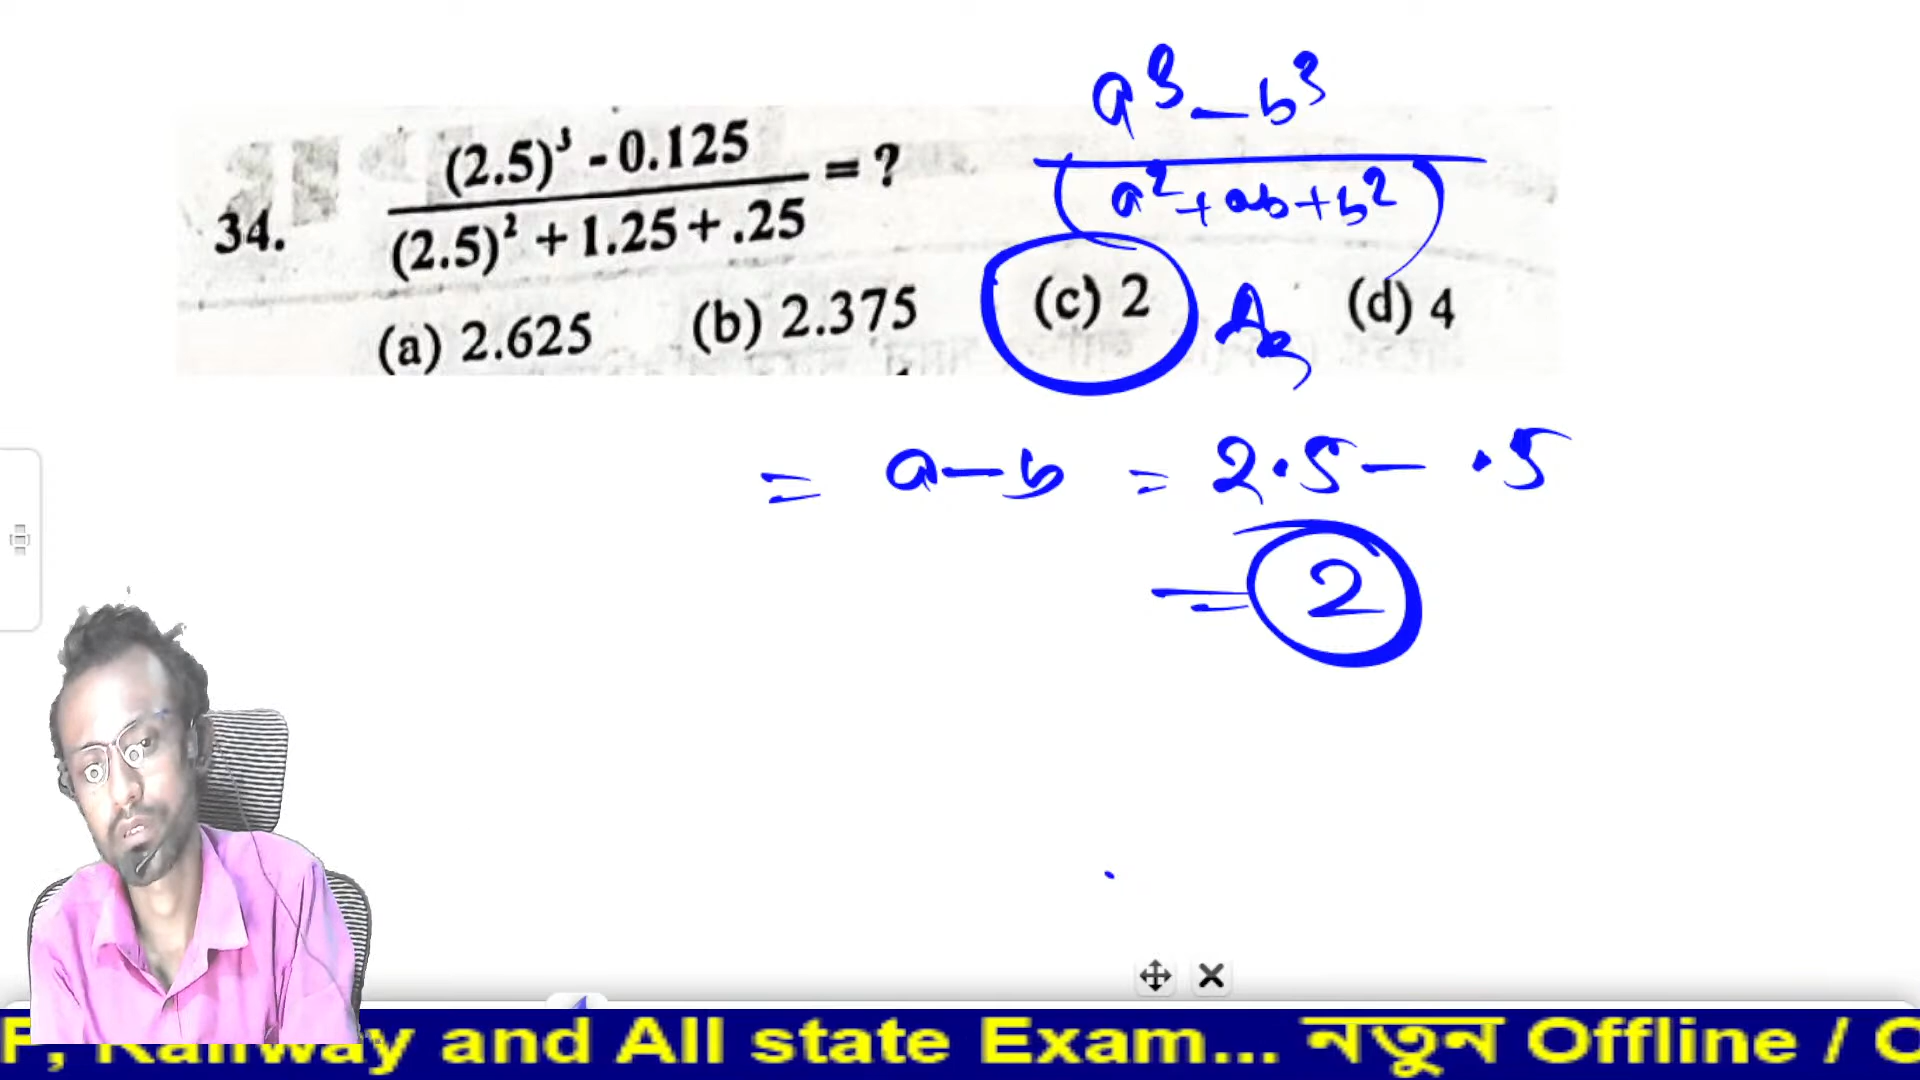 a³ - b³
(2.5)³ - 0.125
34. ———————— = ?
(2.5)² + 1.25 + .25
(a² + ab + b²)
(a) 2.625 (b) 2.375 (c) 2 (d) 4
= a - b = 2.5 - .5
= 2
F, Railway and All state Exam... নতুন Offline / O